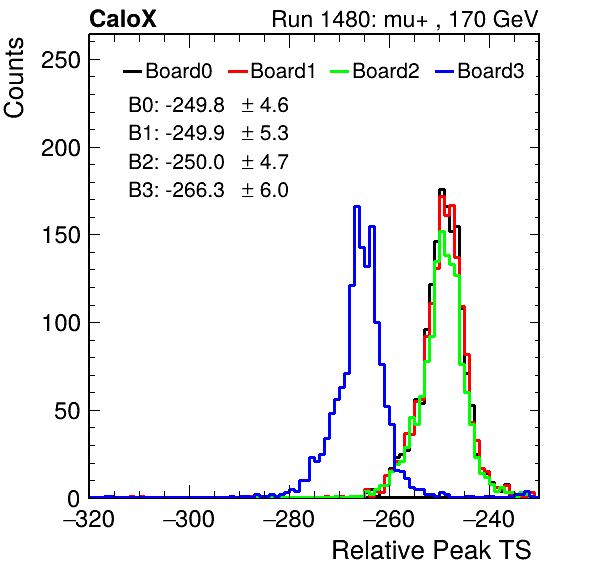 CaloX Run 1480: mu+ , 170 GeV
Counts
Board0 Board1 Board2 Board3
B0: -249.8 ± 4.6
B1: -249.9 ± 5.3
B2: -250.0 ± 4.7
B3: -266.3 ± 6.0
250
200
150
100
50
0
−320 −300 −280 −260 −240
Relative Peak TS